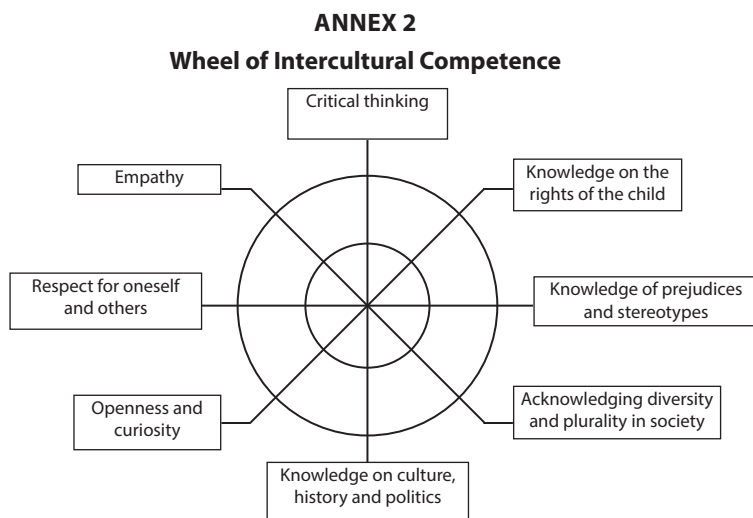 ANNEX 2
Wheel of Intercultural Competence
Critical thinking
Empathy
Knowledge on the
rights of the child
Respect for oneself
and others
Knowledge of prejudices
and stereotypes
Openness and
curiosity
Acknowledging diversity
and plurality in society
Knowledge on culture,
history and politics